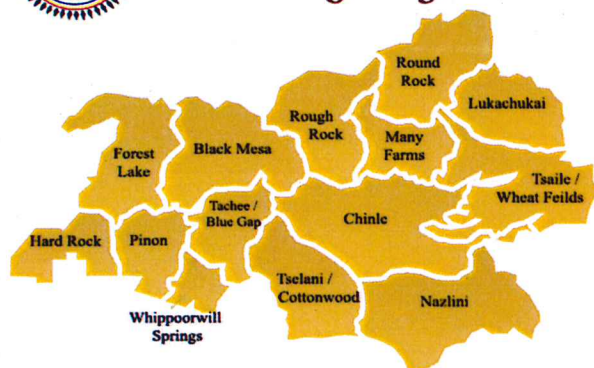 Round
Rock
Lukachukai
Rough
Rock
Many
Farms
Black Mesa
Forest
Lake
Tsaile /
Wheat Feilds
Tachee /
Blue Gap
Chinle
Hard Rock
Pinon
Tselani /
Cottonwood
Nazlini
Whippoorwill
Springs